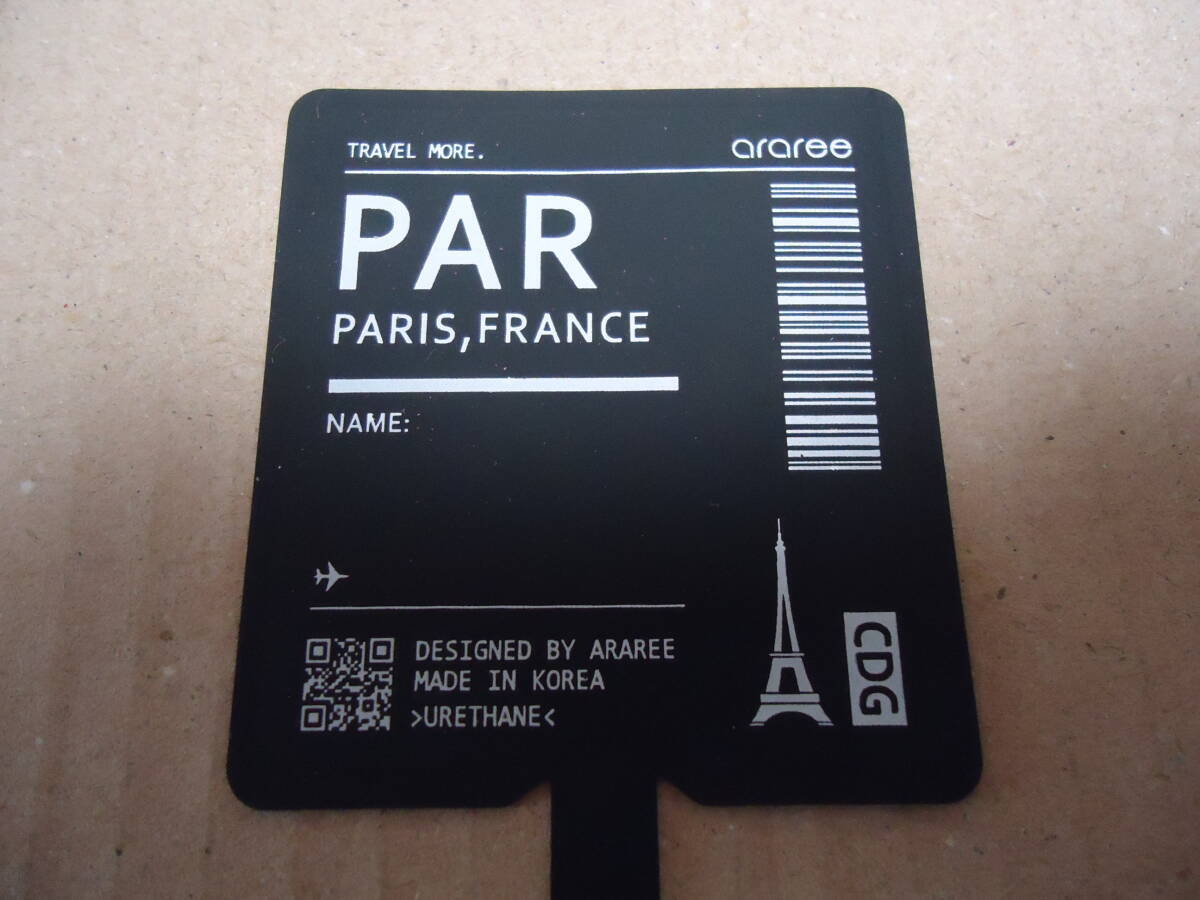 TRAVEL MORE. araree
PAR
PARIS,FRANCE
NAME:
DESIGNED BY ARAREE
MADE IN KOREA
>URETHANE<
CDG